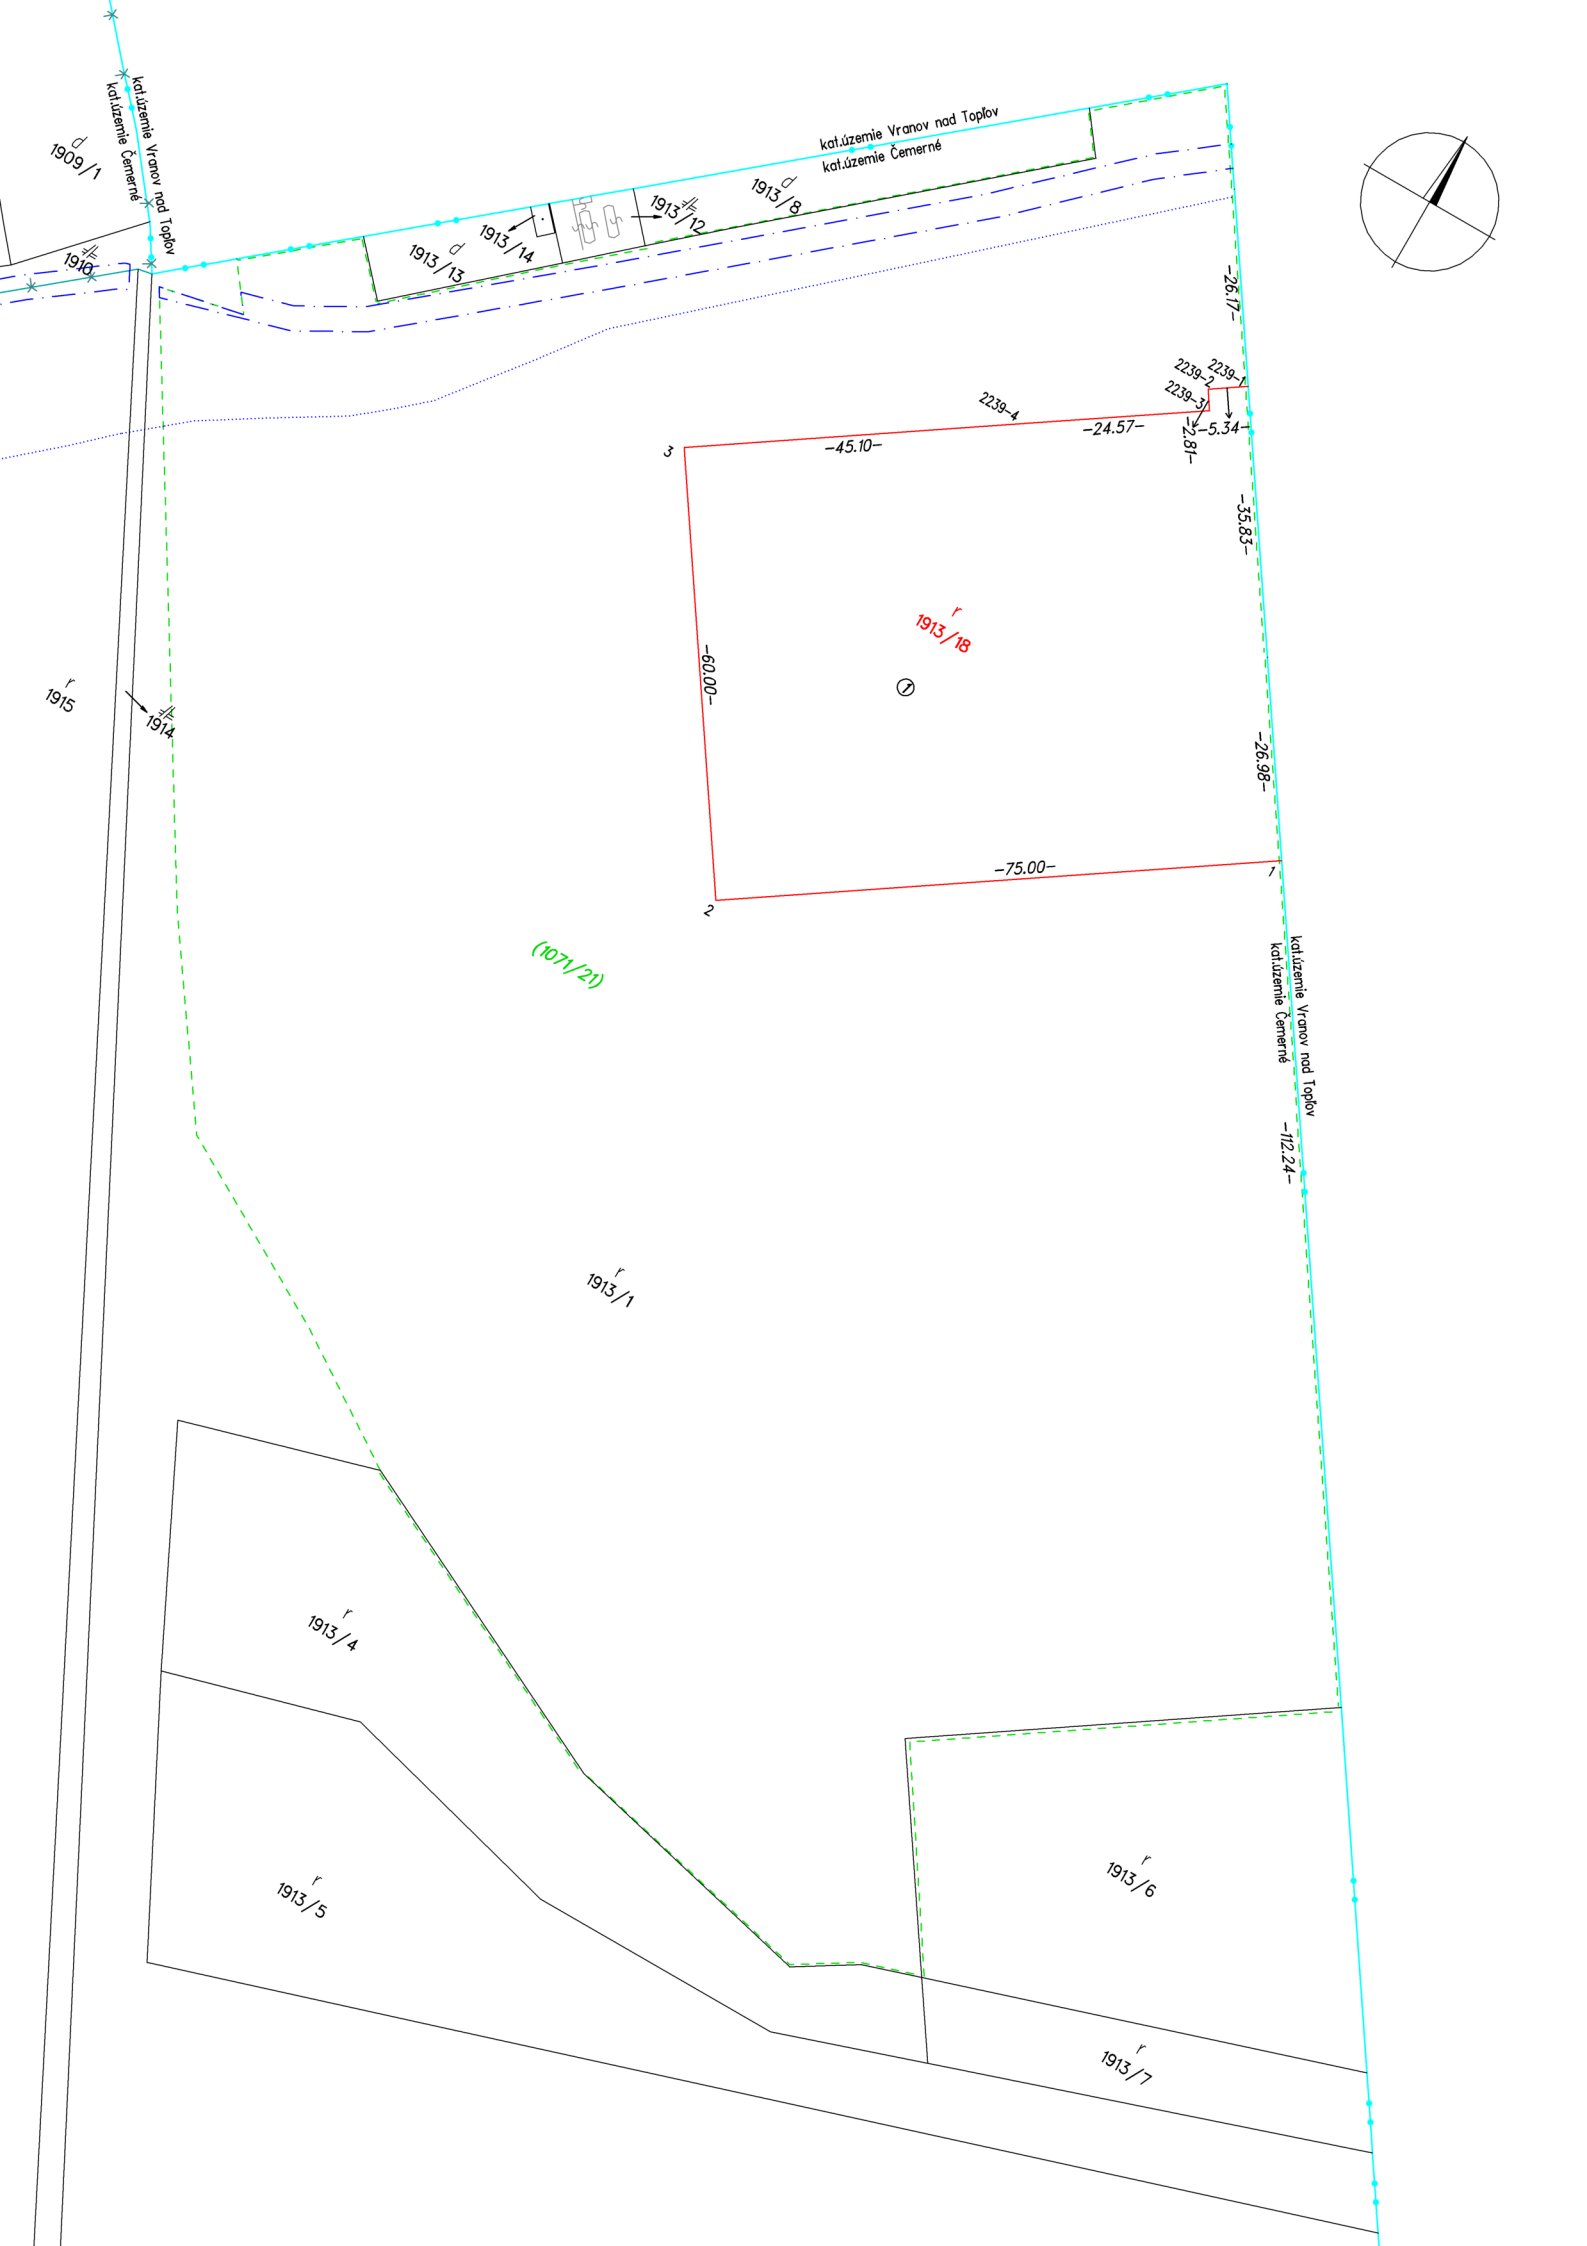 kat.územie Vranov nad Topľov
kat.územie Čemerné
d
1909/1
1910
kat.územie Vranov nad Topľov
kat.územie Čemerné
d
1913/8
1913/12
1913/14
d
1913/13
-26.17-
2239-1
2239-2
2239-3
2239-4
-5.34-
-2.81-
-24.57-
-45.10-
3
-35.83-
r
1913/18
1
-60.00-
-26.98-
r
1915
1914
-75.00-
1
2
(1071/21)
kat.územie Vranov nad Topľov
kat.územie Čemerné
-112.24-
r
1913/1
r
1913/4
r
1913/5
r
1913/6
r
1913/7